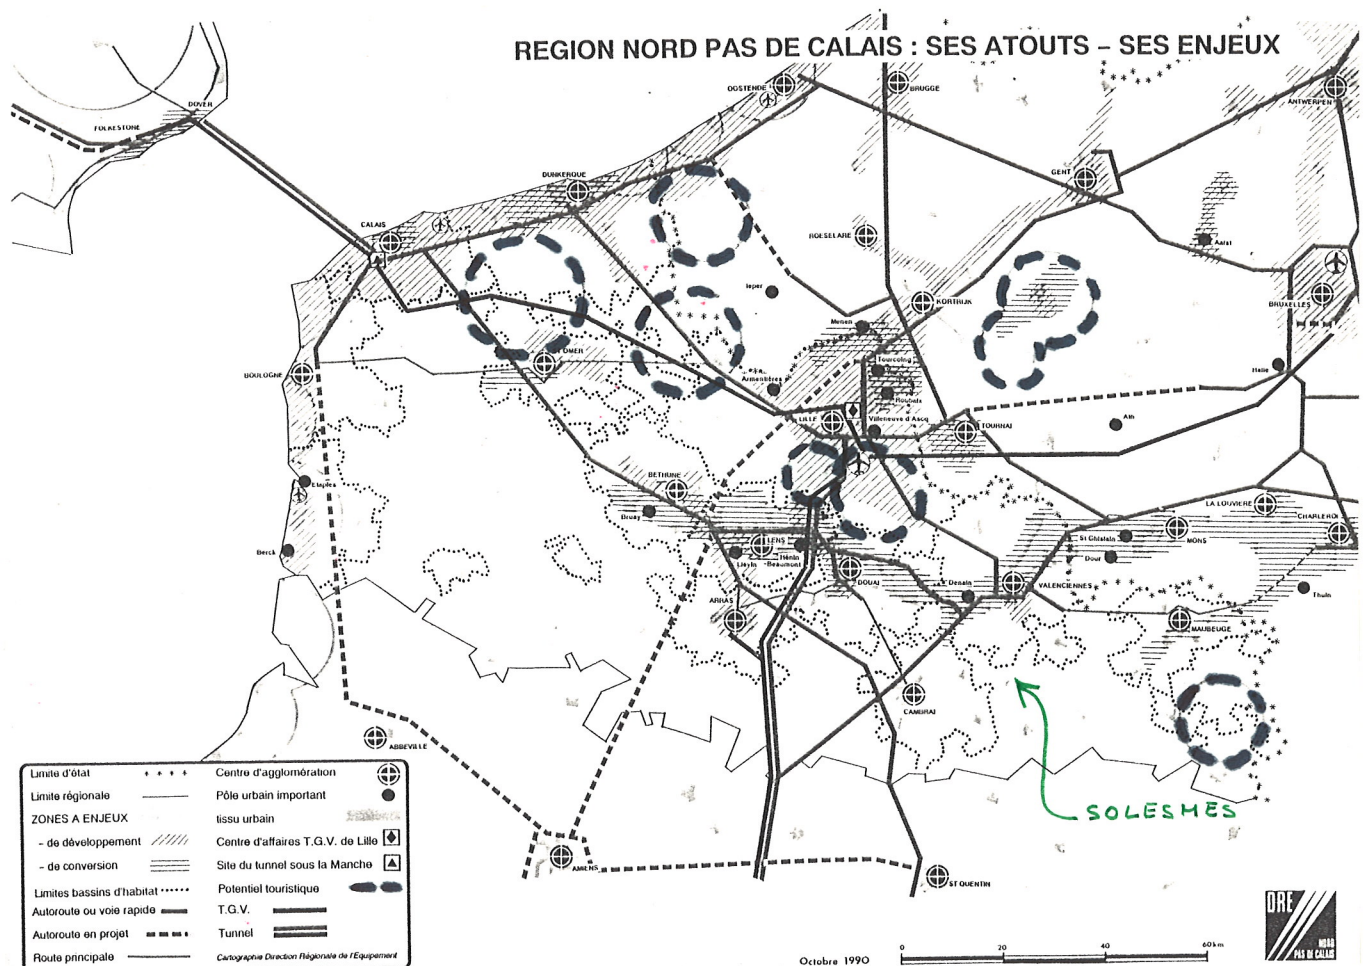 REGION NORD PAS DE CALAIS : SES ATOUTS – SES ENJEUX
OOSTENDE
BRUGGE
ANTWERPEN
DOVER
FOLKESTONE
DUNKERQUE
GENT
CALAIS
ROESELARE
Aalst
Ieper
KORTRIJK
BRUXELLES
Menen
Tourcoing
BOULOGNE
ST OMER
Armentières
Roubaix
Halle
LILLE
Villeneuve d'Ascq
TOURNAI
Ath
BETHUNE
Etaples
Bruay
LA LOUVIERE
CHARLEROI
MONS
St Ghislain
Dour
Berck
LENS
Liévin
Hénin
-Beaumont
DOUAI
Denain
VALENCIENNES
Thuin
ARRAS
MAUBEUGE
CAMBRAI
ABBEVILLE
SOLESMES
AMIENS
ST QUENTIN
Limite d'état
Limite régionale
ZONES A ENJEUX
- de développement
- de conversion
Limites bassins d'habitat
Autoroute ou voie rapide
Autoroute en projet
Route principale
Centre d'agglomération
Pôle urbain important
tissu urbain
Centre d'affaires T.G.V. de Lille
Site du tunnel sous la Manche
Potentiel touristique
T.G.V.
Tunnel
Cartographie Direction Régionale de l'Equipement
Octobre 1990
0 20 40 60km
DRE
NORD
PAS DE CALAIS